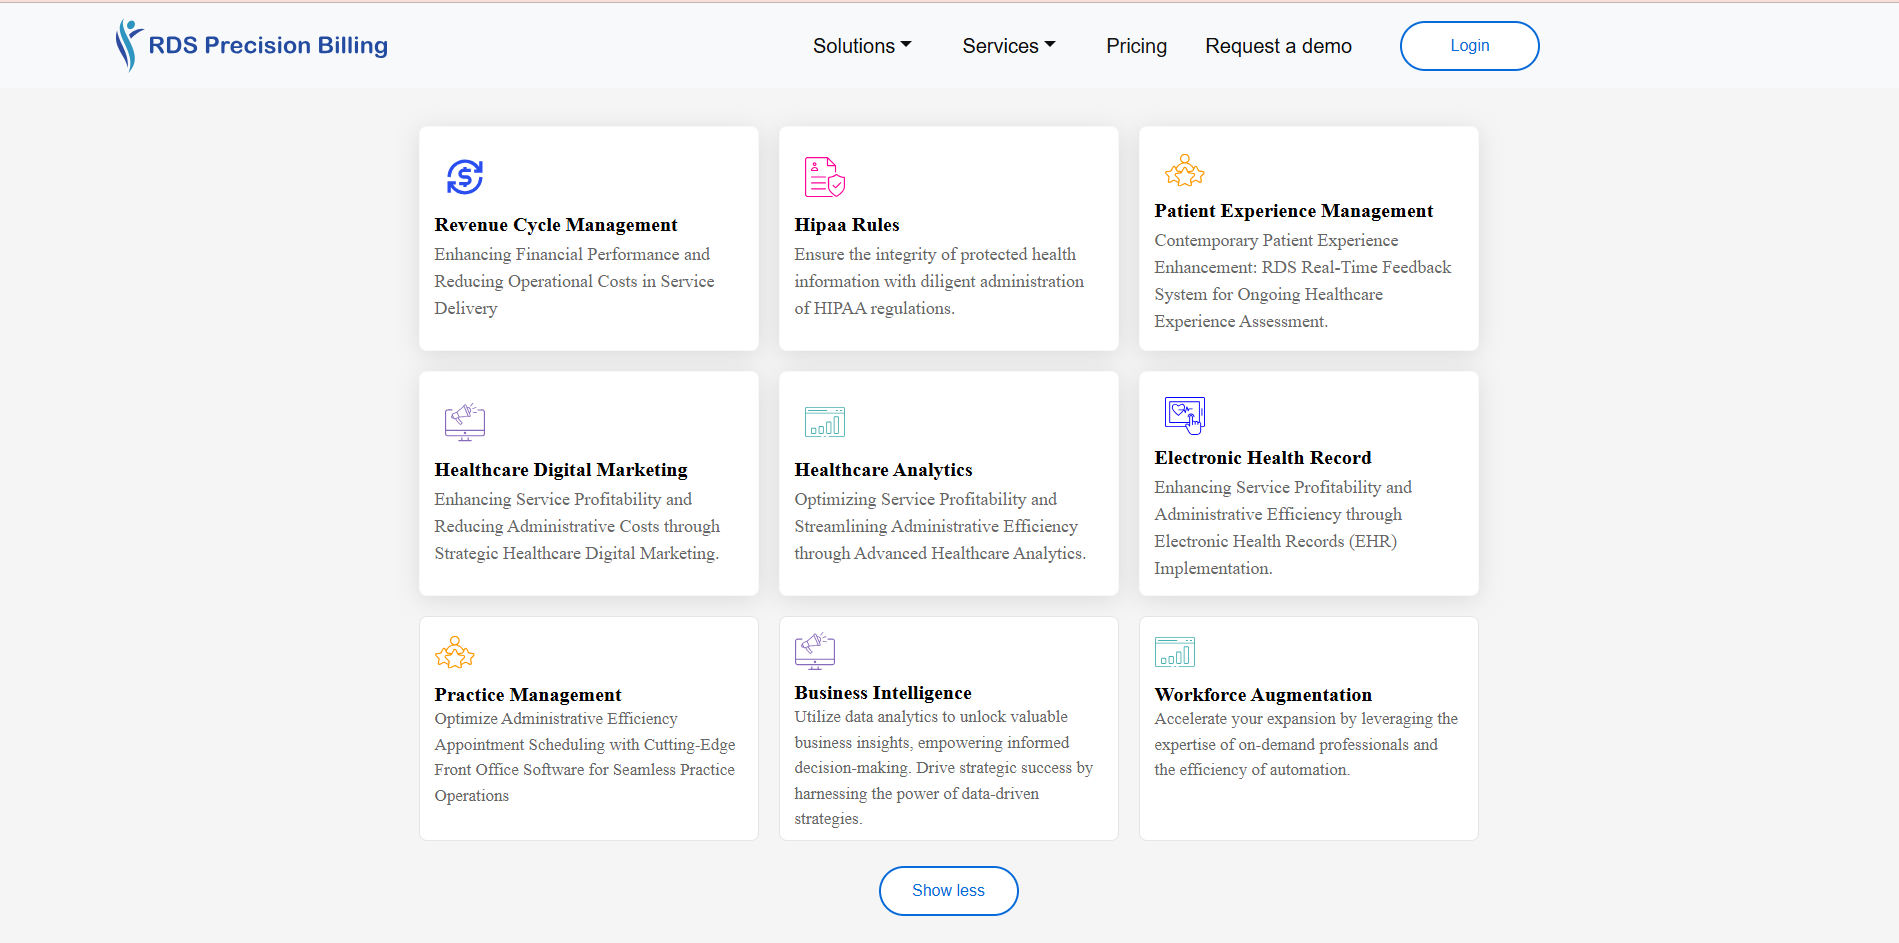 RDS Precision Billing
Solutions
Services
Pricing
Request a demo
Login
Revenue Cycle Management
Enhancing Financial Performance and
Reducing Operational Costs in Service
Delivery
Hipaa Rules
Ensure the integrity of protected health
information with diligent administration
of HIPAA regulations.
Patient Experience Management
Contemporary Patient Experience
Enhancement: RDS Real-Time Feedback
System for Ongoing Healthcare
Experience Assessment.
Healthcare Digital Marketing
Enhancing Service Profitability and
Reducing Administrative Costs through
Strategic Healthcare Digital Marketing.
Healthcare Analytics
Optimizing Service Profitability and
Streamlining Administrative Efficiency
through Advanced Healthcare Analytics.
Electronic Health Record
Enhancing Service Profitability and
Administrative Efficiency through
Electronic Health Records (EHR)
Implementation.
Practice Management
Optimize Administrative Efficiency
Appointment Scheduling with Cutting-Edge
Front Office Software for Seamless Practice
Operations
Business Intelligence
Utilize data analytics to unlock valuable
business insights, empowering informed
decision-making. Drive strategic success by
harnessing the power of data-driven
strategies.
Workforce Augmentation
Accelerate your expansion by leveraging the
expertise of on-demand professionals and
the efficiency of automation.
Show less